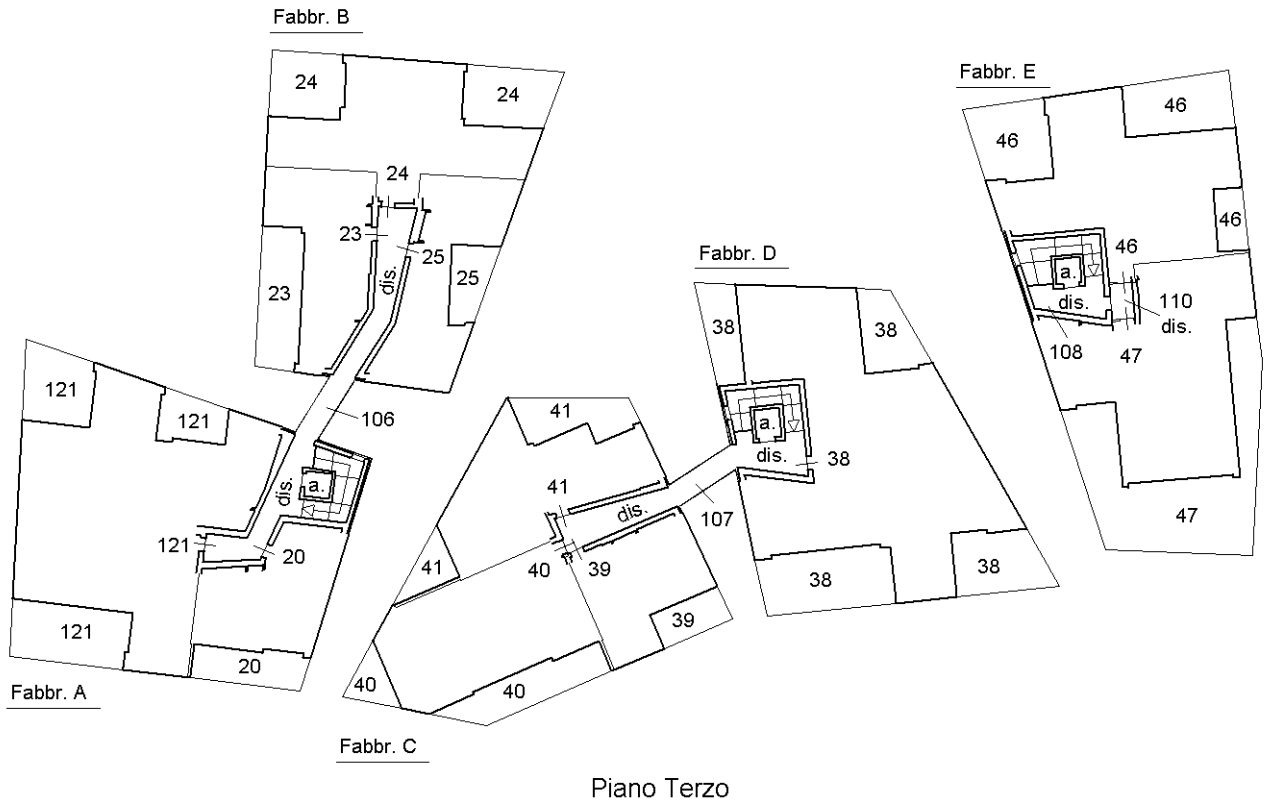 Fabbr. B
24
24
24
23
25
dis.
23
25
Fabbr. E
46
46
46
46
a.
dis.
110
dis.
108
47
47
Fabbr. D
38
38
a.
dis.
38
38
38
107
121
121
106
a.
dis.
121
20
121
20
Fabbr. A
41
41
dis.
41
40
39
39
40
40
Fabbr. C
Piano Terzo